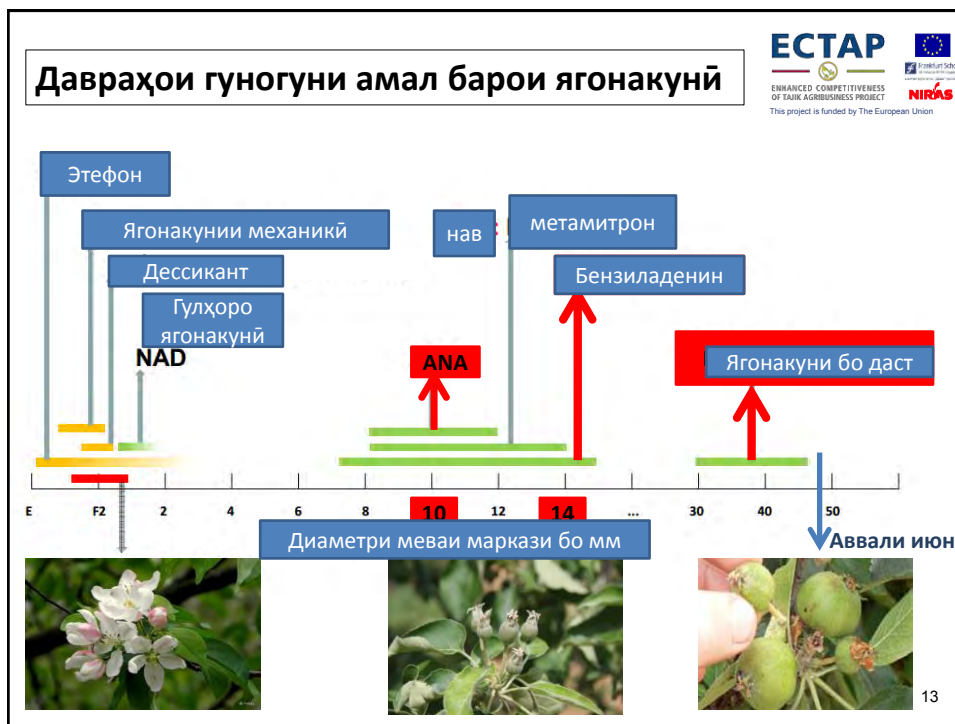 Давраҳои гуногуни амал барои ягонакунӣ
ECTAP
ENHANCED COMPETITIVENESS
OF TAJIK AGRIBUSINESS PROJECT
NIRAS
This project is funded by The European Union
Этефон
Ягонакунии механикӣ
нав
метамитрон
Дессикант
Бензиладенин
Гулҳоро
ягонакунӣ
NAD
ANA
Ягонакуни бо даст
E F2 2 4 6 8 10 12 14 ... 30 40 50
Диаметри меваи маркази бо мм
Аввали июн
13